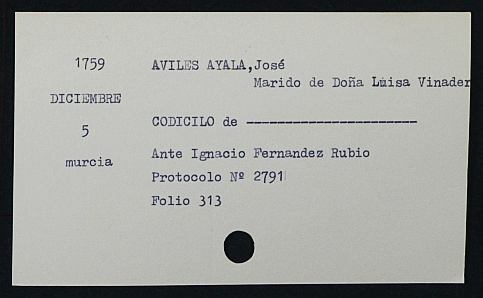 1759 AVILES AYALA,José
Marido de Doña Luisa Vinader
DICIEMBRE
5 CODICILO de ----------------------
murcia Ante Ignacio Fernandez Rubio
Protocolo Nº 2791
Folio 313